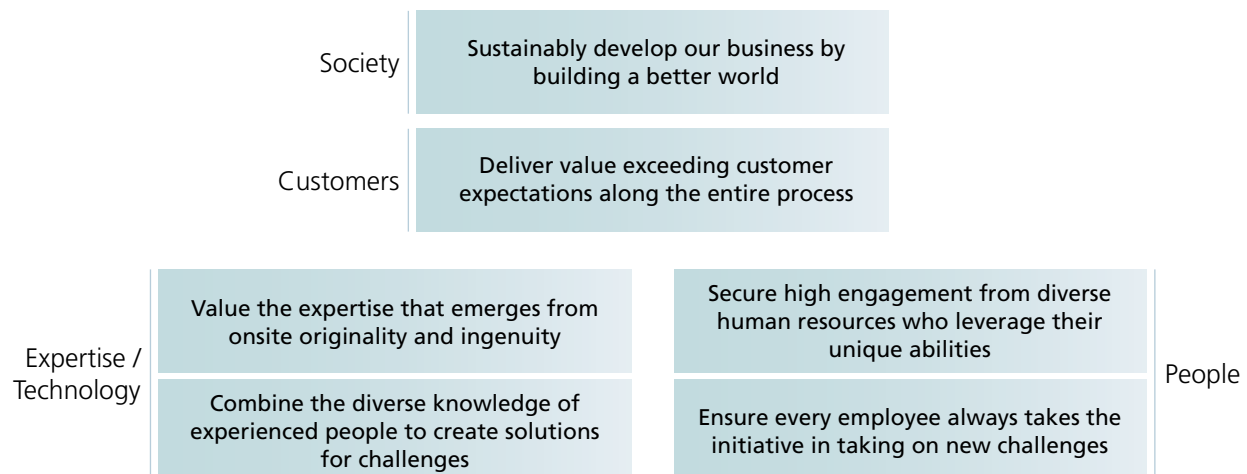 Society
Sustainably develop our business by
building a better world
Customers
Deliver value exceeding customer
expectations along the entire process
Expertise /
Technology
Value the expertise that emerges from
onsite originality and ingenuity
Combine the diverse knowledge of
experienced people to create solutions
for challenges
Secure high engagement from diverse
human resources who leverage their
unique abilities
Ensure every employee always takes the
initiative in taking on new challenges
People